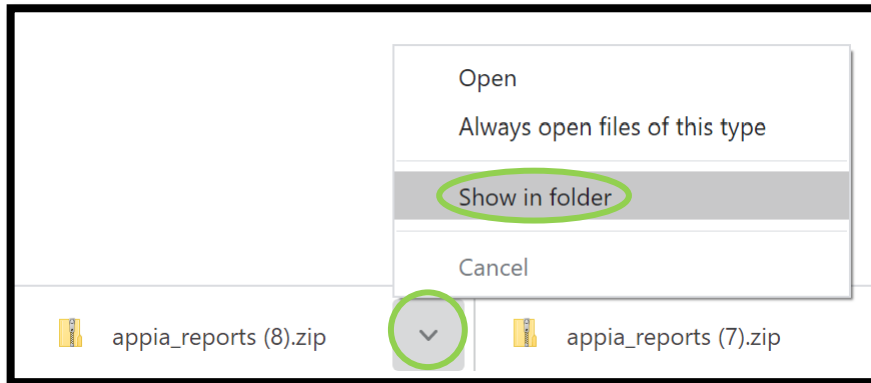 Open
Always open files of this type
Show in folder
Cancel
appia_reports (8).zip
appia_reports (7).zip